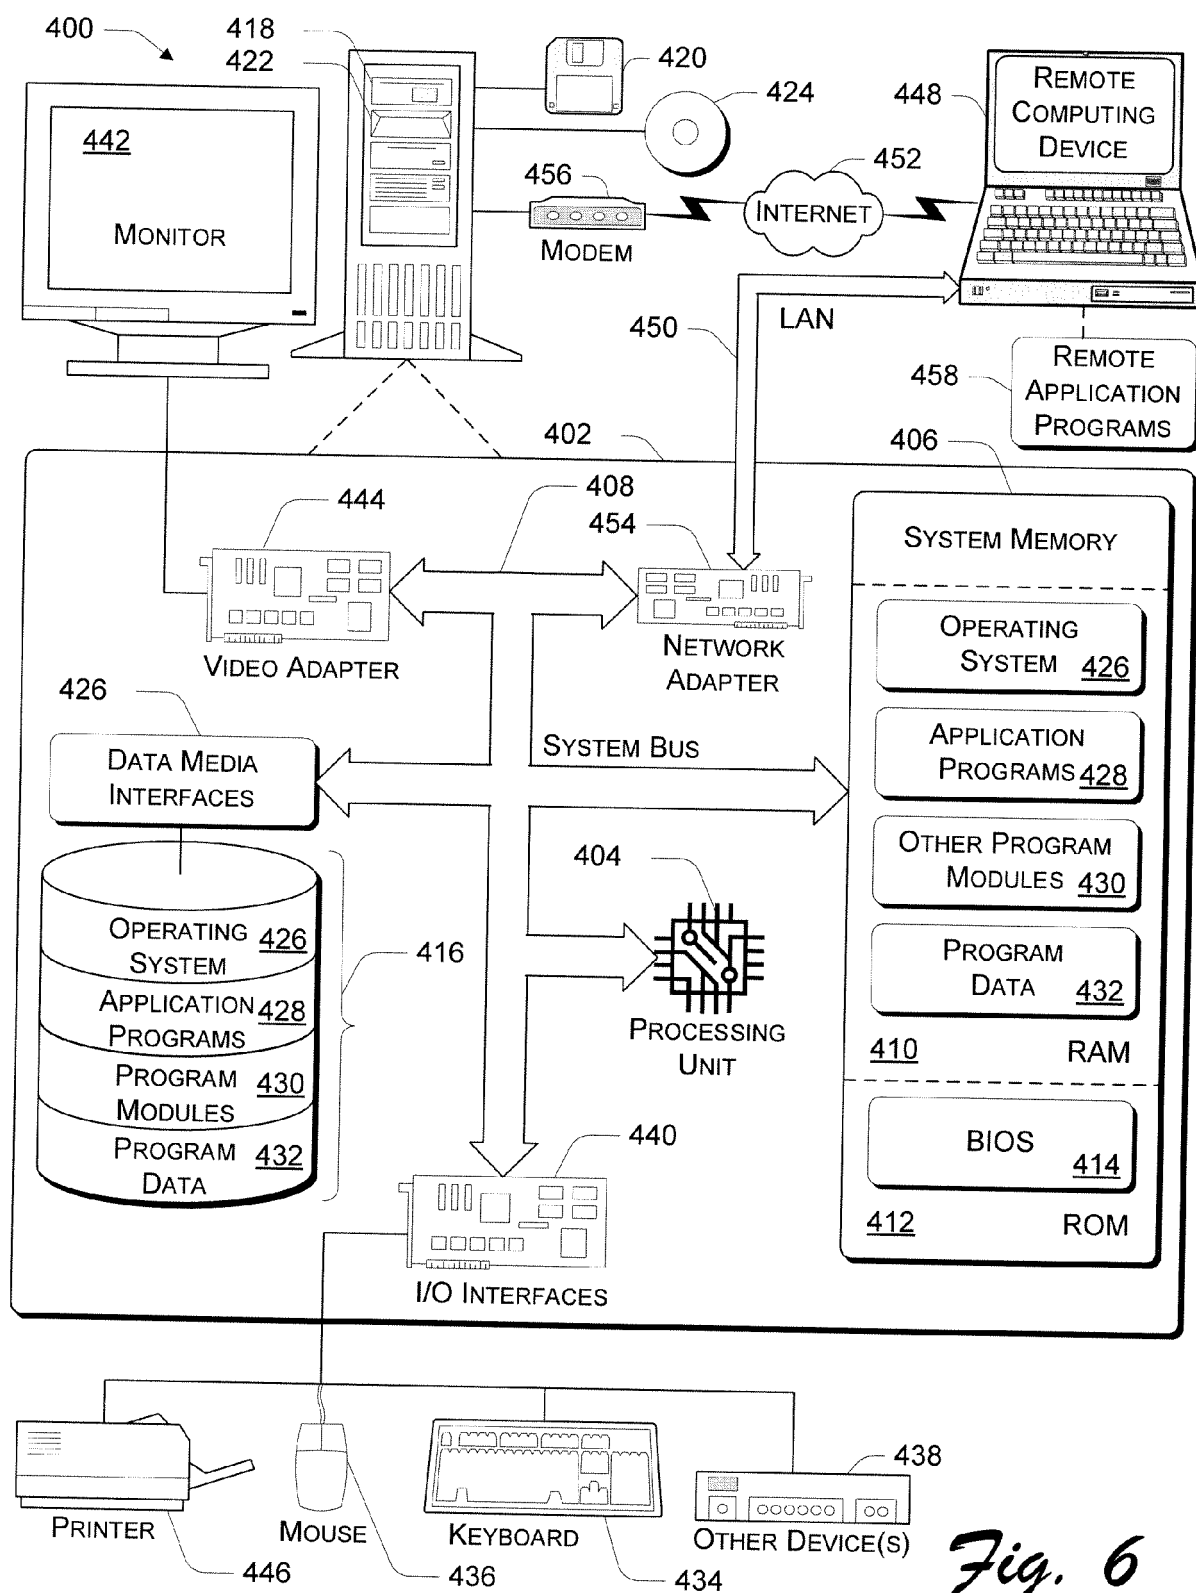 400
418
422
420
424
448
REMOTE
COMPUTING
DEVICE
442
MONITOR
456
MODEM
452
INTERNET
450
LAN
458
REMOTE
APPLICATION
PROGRAMS
402
406
444
408
454
SYSTEM MEMORY
VIDEO ADAPTER
NETWORK
ADAPTER
OPERATING
SYSTEM 426
426
DATA MEDIA
INTERFACES
SYSTEM BUS
APPLICATION
PROGRAMS 428
404
OTHER PROGRAM
MODULES 430
OPERATING
SYSTEM 426
416
APPLICATION
PROGRAMS 428
PROGRAM
MODULES 430
PROGRAM
DATA 432
PROCESSING
UNIT
PROGRAM
DATA 432
410 RAM
BIOS
414
412 ROM
440
I/O INTERFACES
PRINTER
446
MOUSE
436
KEYBOARD
434
438
OTHER DEVICE(S)
Fig. 6